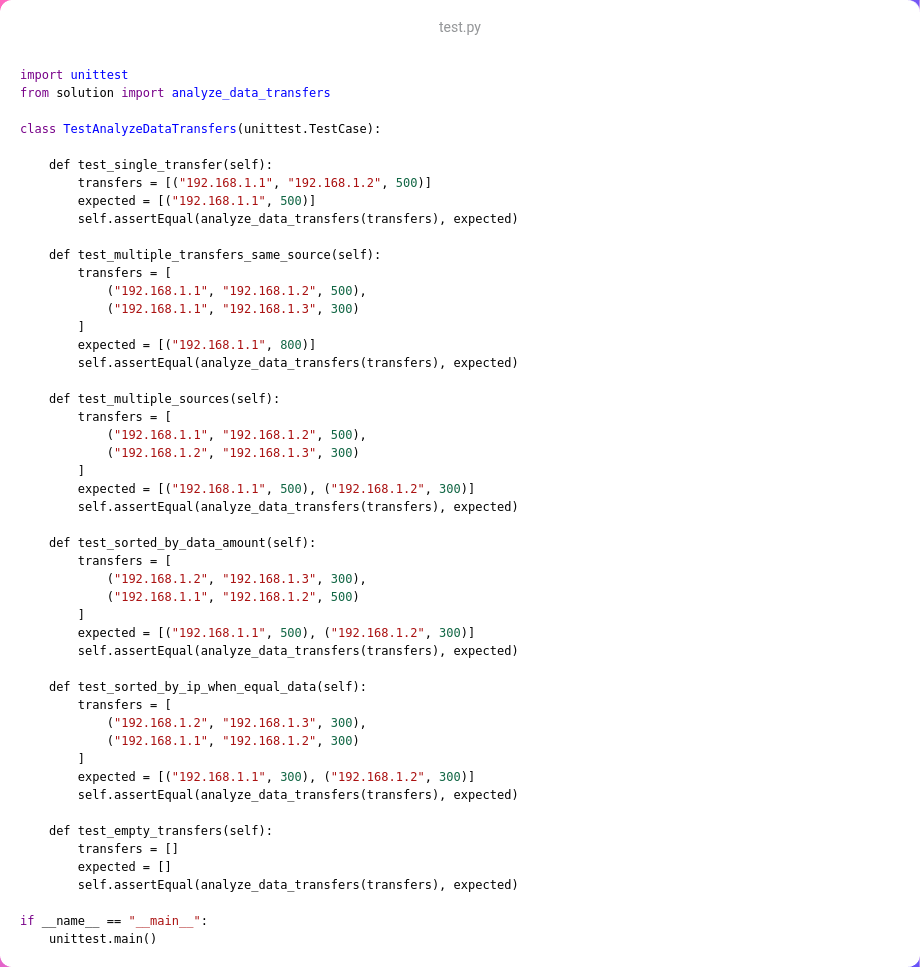 test.py
import unittest
from solution import analyze_data_transfers
class TestAnalyzeDataTransfers(unittest.TestCase):
    def test_single_transfer(self):
        transfers = [("192.168.1.1", "192.168.1.2", 500)]
        expected = [("192.168.1.1", 500)]
        self.assertEqual(analyze_data_transfers(transfers), expected)
    def test_multiple_transfers_same_source(self):
        transfers = [
            ("192.168.1.1", "192.168.1.2", 500),
            ("192.168.1.1", "192.168.1.3", 300)
        ]
        expected = [("192.168.1.1", 800)]
        self.assertEqual(analyze_data_transfers(transfers), expected)
    def test_multiple_sources(self):
        transfers = [
            ("192.168.1.1", "192.168.1.2", 500),
            ("192.168.1.2", "192.168.1.3", 300)
        ]
        expected = [("192.168.1.1", 500), ("192.168.1.2", 300)]
        self.assertEqual(analyze_data_transfers(transfers), expected)
    def test_sorted_by_data_amount(self):
        transfers = [
            ("192.168.1.2", "192.168.1.3", 300),
            ("192.168.1.1", "192.168.1.2", 500)
        ]
        expected = [("192.168.1.1", 500), ("192.168.1.2", 300)]
        self.assertEqual(analyze_data_transfers(transfers), expected)
    def test_sorted_by_ip_when_equal_data(self):
        transfers = [
            ("192.168.1.2", "192.168.1.3", 300),
            ("192.168.1.1", "192.168.1.2", 300)
        ]
        expected = [("192.168.1.1", 300), ("192.168.1.2", 300)]
        self.assertEqual(analyze_data_transfers(transfers), expected)
    def test_empty_transfers(self):
        transfers = []
        expected = []
        self.assertEqual(analyze_data_transfers(transfers), expected)
if __name__ == "__main__":
    unittest.main()